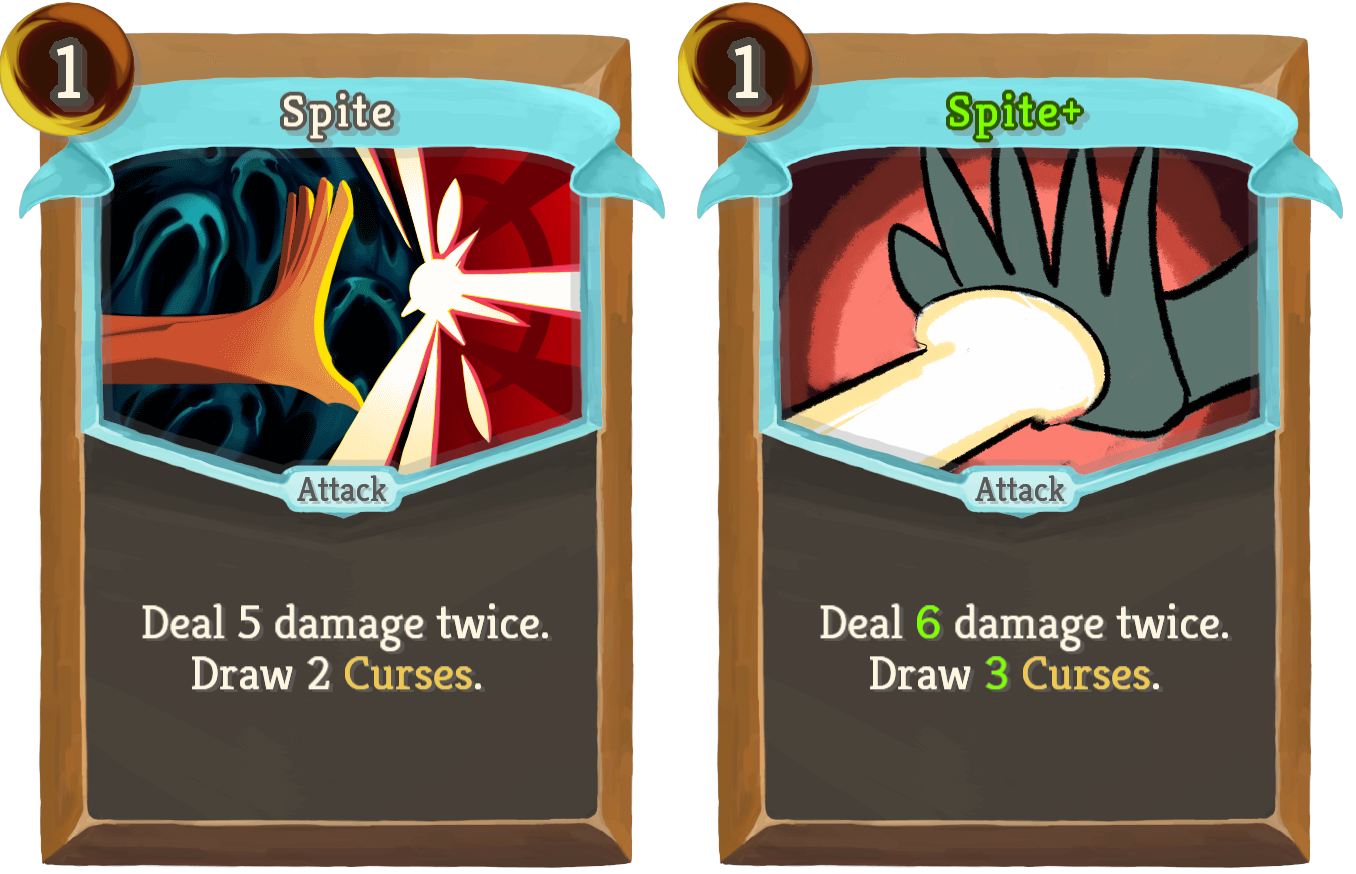 1
Spite
Attack
Deal 5 damage twice.
Draw 2 Curses.
1
Spite+
Attack
Deal 6 damage twice.
Draw 3 Curses.